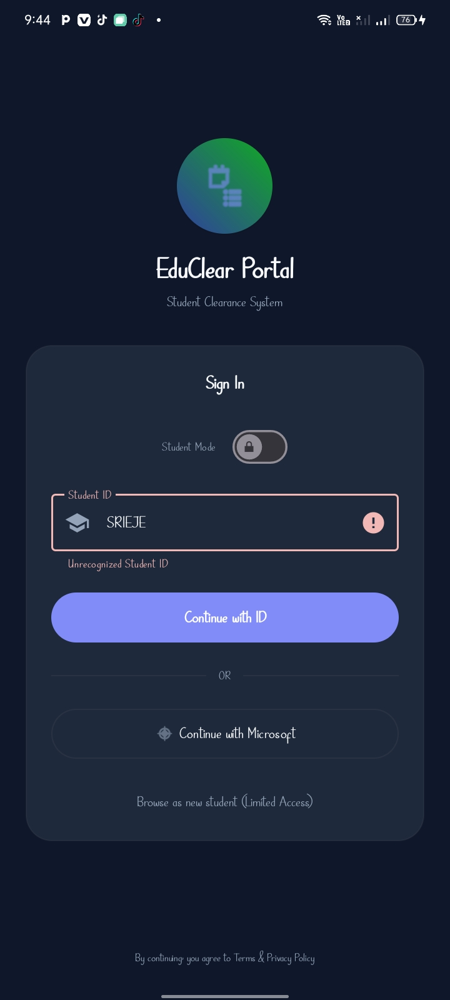 9:44
Vo
LTE2
76
EduClear Portal
Student Clearance System
Sign In
Student Mode
Student ID
SRIEJE
Unrecognized Student ID
Continue with ID
OR
Continue with Microsoft
Browse as new student (Limited Access)
By continuing, you agree to Terms & Privacy Policy